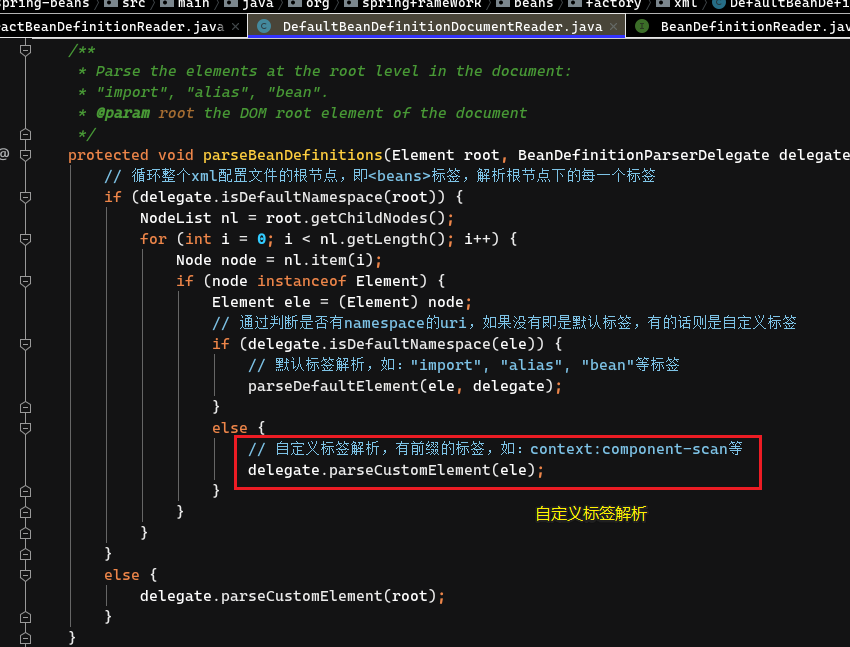 spring-beans src main java org springframework beans factory xml DefaultBeanDefi
actBeanDefinitionReader.java × DefaultBeanDefinitionDocumentReader.java × BeanDefinitionReader.jav
/**
* Parse the elements at the root level in the document:
* "import", "alias", "bean".
* @param root the DOM root element of the document
*/
@ protected void parseBeanDefinitions(Element root, BeanDefinitionParserDelegate delegate
// 循环整个xml配置文件的根节点，即<beans>标签，解析根节点下的每一个标签
if (delegate.isDefaultNamespace(root)) {
NodeList nl = root.getChildNodes();
for (int i = 0; i < nl.getLength(); i++) {
Node node = nl.item(i);
if (node instanceof Element) {
Element ele = (Element) node;
// 通过判断是否有namespace的uri，如果没有即是默认标签，有的话则是自定义标签
if (delegate.isDefaultNamespace(ele)) {
// 默认标签解析，如："import", "alias", "bean"等标签
parseDefaultElement(ele, delegate);
}
else {
// 自定义标签解析，有前缀的标签，如：context:component-scan等
delegate.parseCustomElement(ele);
}
}
自定义标签解析
}
}
else {
delegate.parseCustomElement(root);
}
}